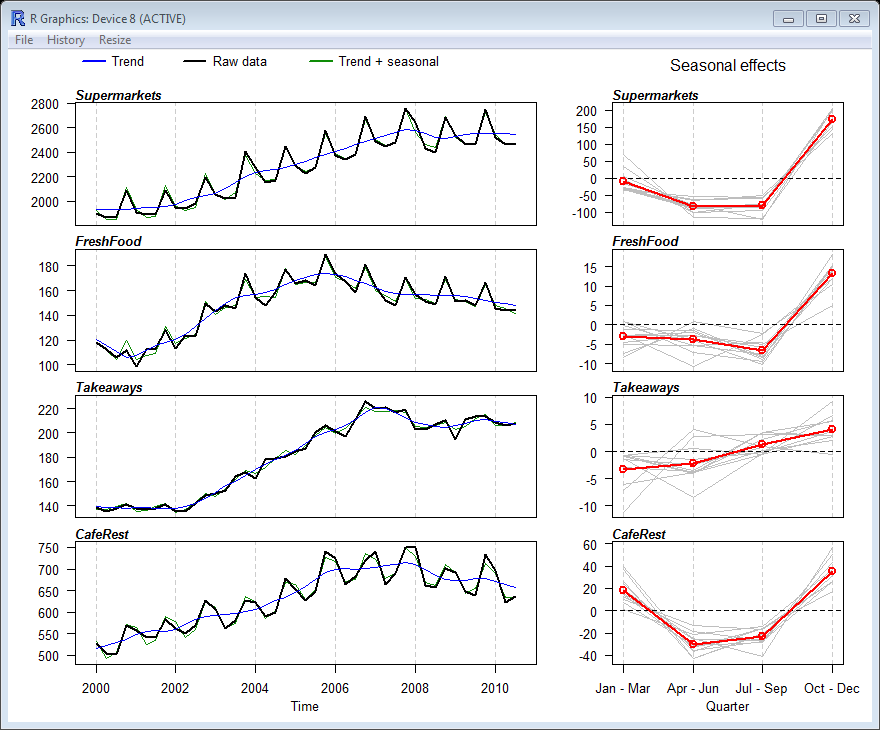 R Graphics: Device 8 (ACTIVE)
File History Resize
Trend Raw data Trend + seasonal
Seasonal effects
Supermarkets
2800
2600
2400
2200
2000
Supermarkets
200
150
100
50
0
-50
-100
FreshFood
180
160
140
120
100
FreshFood
15
10
5
0
-5
-10
Takeaways
220
200
180
160
140
Takeaways
10
5
0
-5
-10
CafeRest
750
700
650
600
550
500
CafeRest
60
40
20
0
-20
-40
2000 2002 2004 2006 2008 2010
Time
Jan - Mar Apr - Jun Jul - Sep Oct - Dec
Quarter